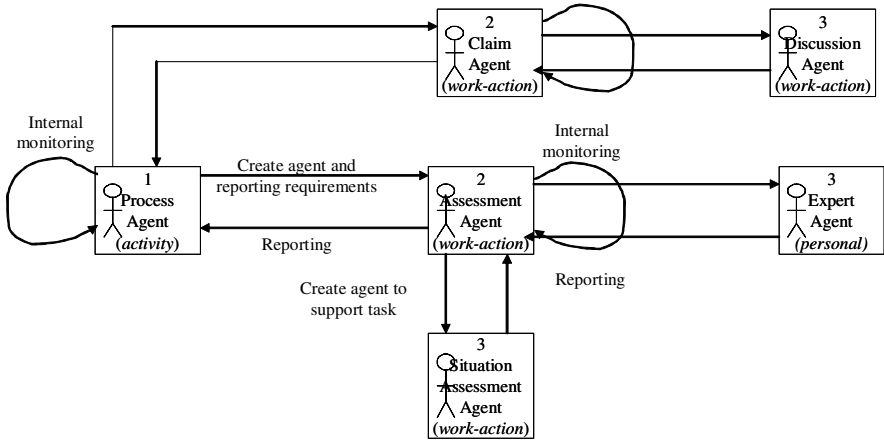 2
Claim
Agent
(work-action)
3
Discussion
Agent
(work-action)
Internal
monitoring
1
Process
Agent
(activity)
Create agent and
reporting requirements
Reporting
2
Assessment
Agent
(work-action)
Internal
monitoring
3
Expert
Agent
(personal)
Create agent to
support task
Reporting
3
Situation
Assessment
Agent
(work-action)